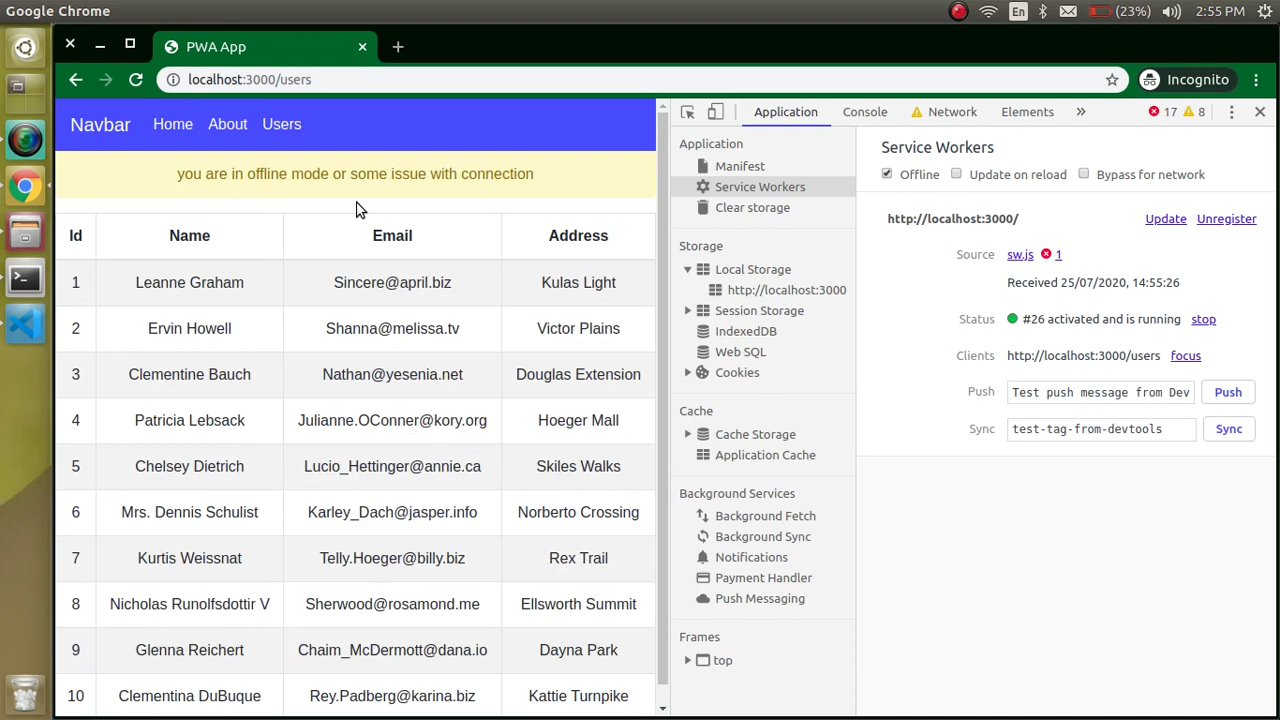 Google Chrome En (23%) 2:55 PM
PWA App
localhost:3000/users Incognito
Navbar Home About Users
you are in offline mode or some issue with connection
Id Name Email Address
1 Leanne Graham Sincere@april.biz Kulas Light
2 Ervin Howell Shanna@melissa.tv Victor Plains
3 Clementine Bauch Nathan@yesenia.net Douglas Extension
4 Patricia Lebsack Julianne.OConner@kory.org Hoeger Mall
5 Chelsey Dietrich Lucio_Hettinger@annie.ca Skiles Walks
6 Mrs. Dennis Schulist Karley_Dach@jasper.info Norberto Crossing
7 Kurtis Weissnat Telly.Hoeger@billy.biz Rex Trail
8 Nicholas Runolfsdottir V Sherwood@rosamond.me Ellsworth Summit
9 Glenna Reichert Chaim_McDermott@dana.io Dayna Park
10 Clementina DuBuque Rey.Padberg@karina.biz Kattie Turnpike
Application Console Network Elements » 17 8
Application
Manifest
Service Workers
Clear storage
Storage
Local Storage
http://localhost:3000
Session Storage
IndexedDB
Web SQL
Cookies
Cache
Cache Storage
Application Cache
Background Services
Background Fetch
Background Sync
Notifications
Payment Handler
Push Messaging
Frames
top
Service Workers
Offline Update on reload Bypass for network
http://localhost:3000/ Update Unregister
Source sw.js 1
Received 25/07/2020, 14:55:26
Status #26 activated and is running stop
Clients http://localhost:3000/users focus
Push Test push message from Dev Push
Sync test-tag-from-devtools Sync